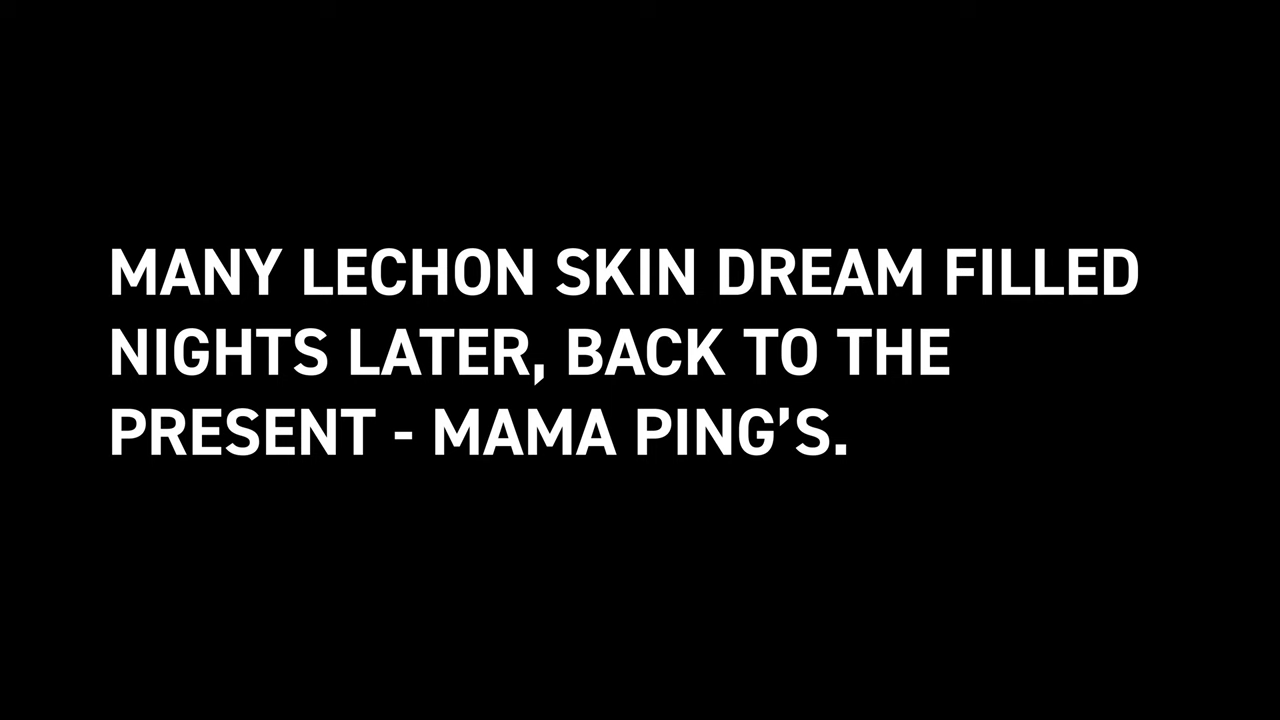 MANY LECHON SKIN DREAM FILLED
NIGHTS LATER, BACK TO THE
PRESENT - MAMA PING’S.